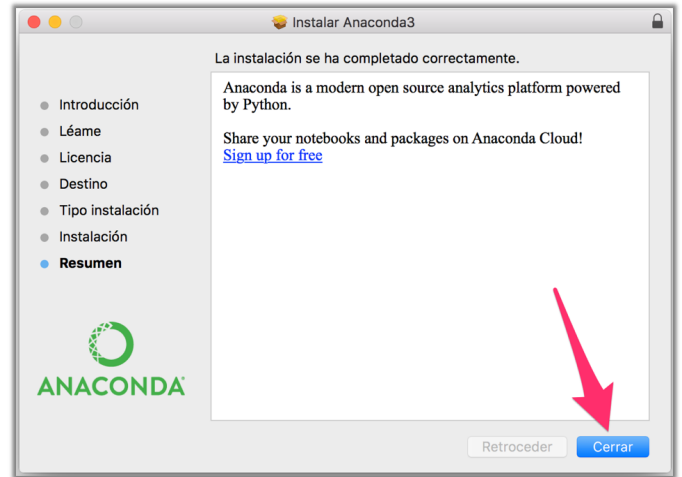 Instalar Anaconda3
La instalación se ha completado correctamente.
Introducción
Léame
Licencia
Destino
Tipo instalación
Instalación
Resumen
Anaconda is a modern open source analytics platform powered
by Python.
Share your notebooks and packages on Anaconda Cloud!
Sign up for free
ANACONDA
Retroceder
Cerrar